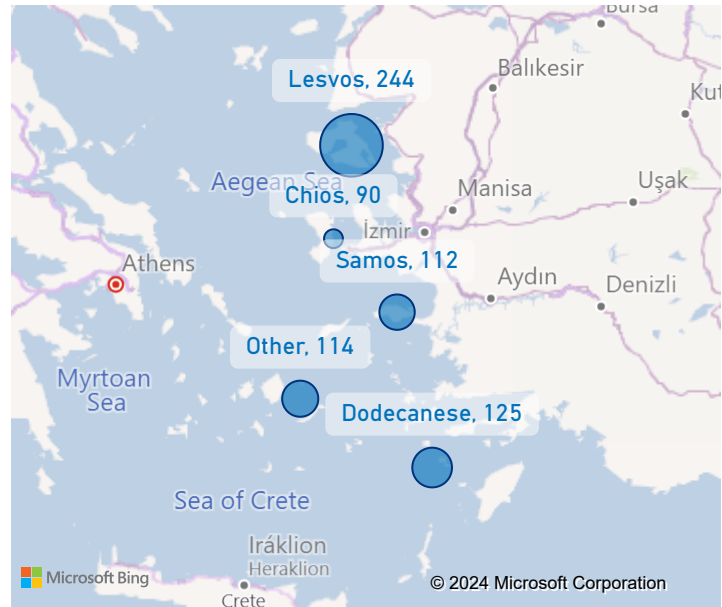 Bursa
Lesvos, 244
Balıkesir
Kut
Aegean Sea
Chios, 90
Manisa
Uşak
İzmir
Samos, 112
Athens
Aydın
Denizli
Other, 114
Myrtoan
Sea
Dodecanese, 125
Sea of Crete
Iráklion
Heraklion
Microsoft Bing
© 2024 Microsoft Corporation
Crete